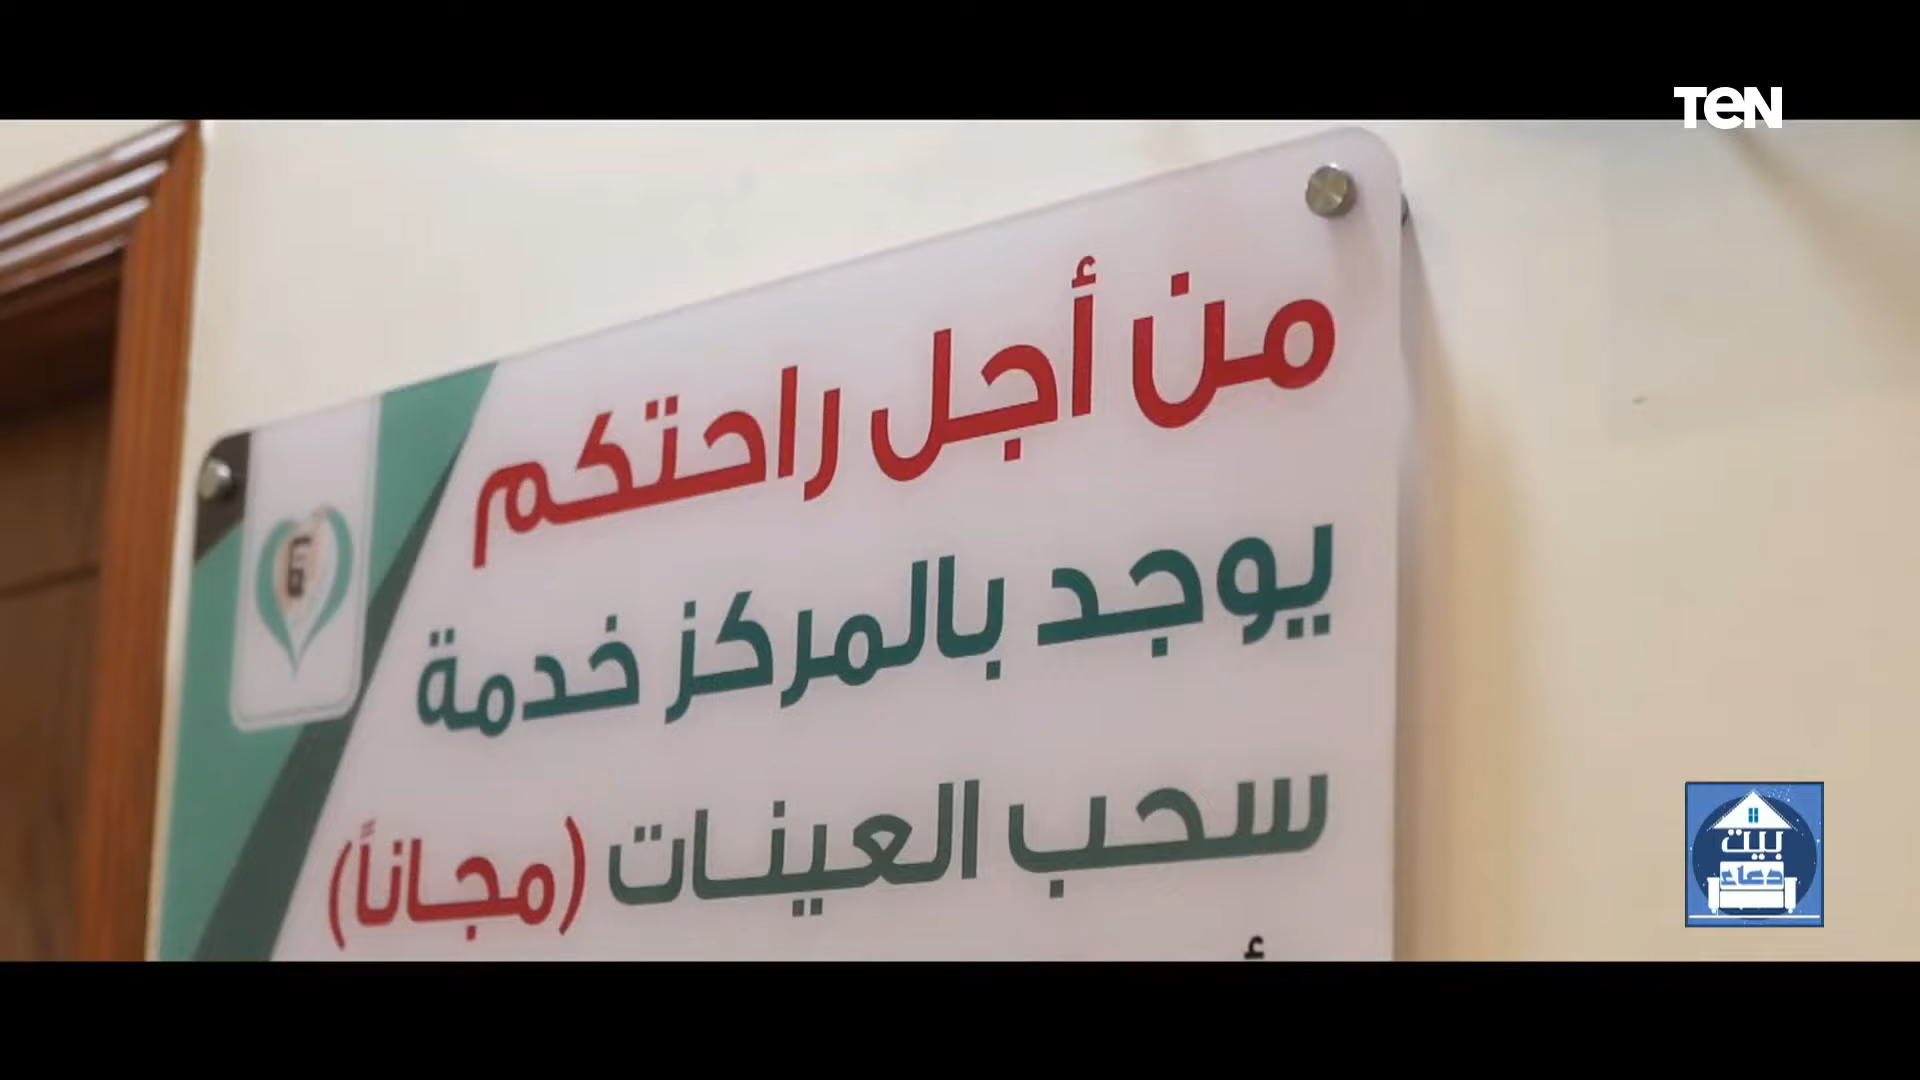 TEN
من أجل راحتكم
يوجد بالمركز خدمة
سحب العينات (مجاناً)
بيت
دعاء